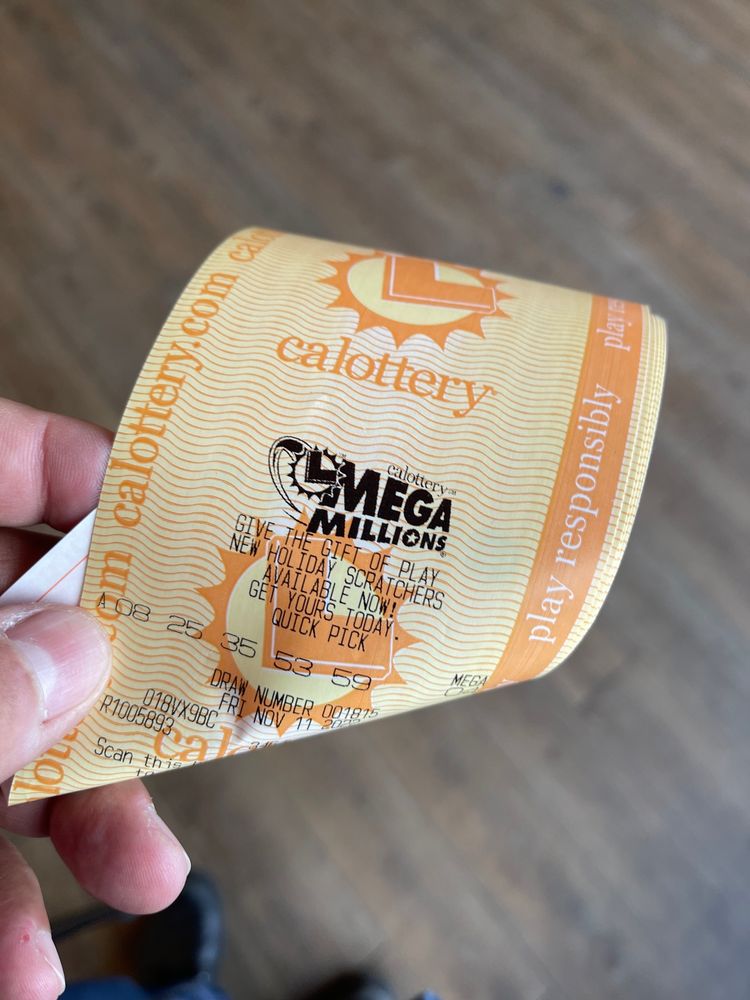 calottery.com
calottery
play responsibly
calottery
MEGA
MILLIONS
GIVE THE GIFT OF PLAY
NEW HOLIDAY SCRATCHERS
AVAILABLE NOW!
GET YOURS TODAY.
QUICK PICK
A 08 25 35 53 59
MEGA
DRAW NUMBER 001815
FRI NOV 11
018VX9BC
R1005893
Scan this